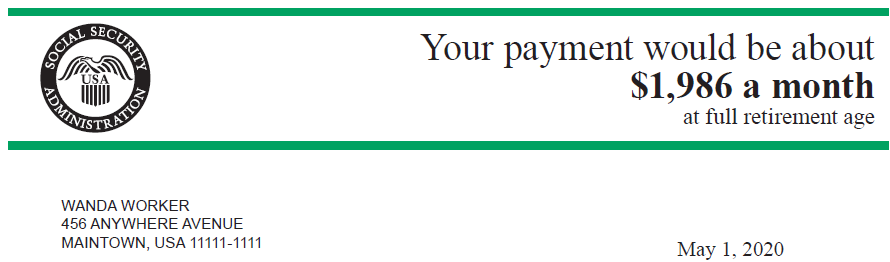 SOCIAL SECURITY
USA
ADMINISTRATION
Your payment would be about
$1,986 a month
at full retirement age
WANDA WORKER
456 ANYWHERE AVENUE
MAINTOWN, USA 11111-1111
May 1, 2020